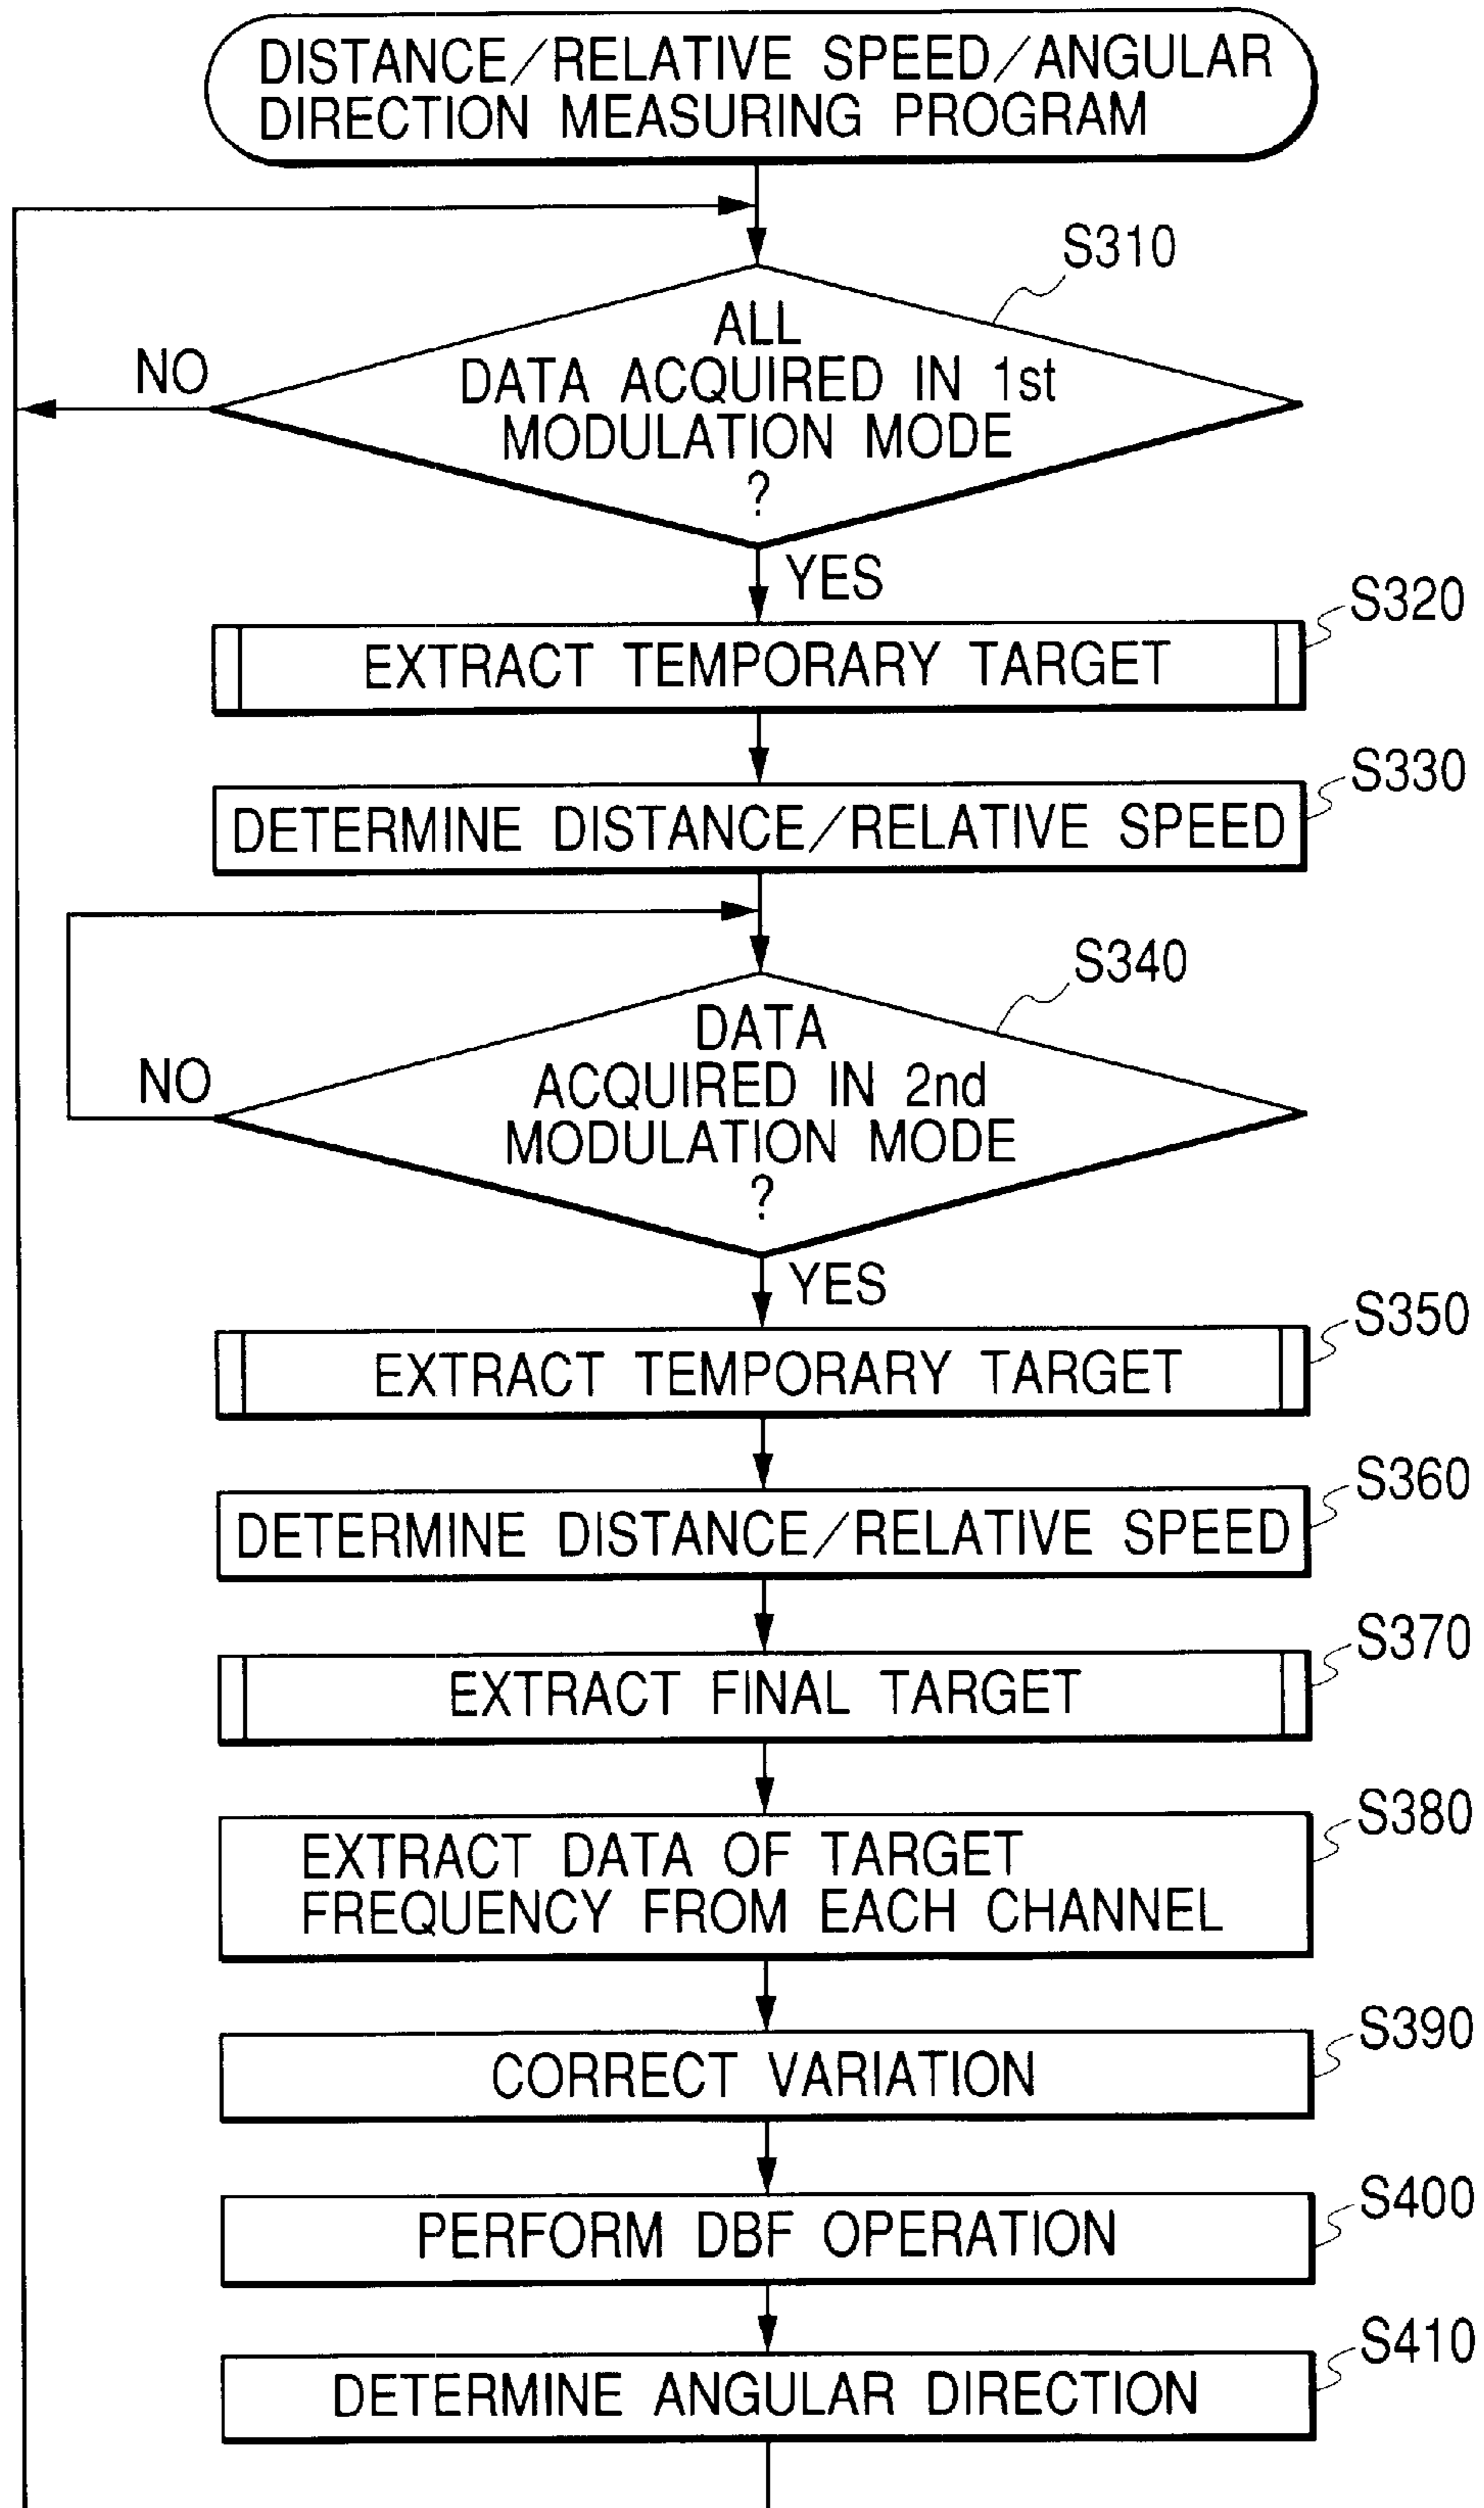 DISTANCE/RELATIVE SPEED/ANGULAR
DIRECTION MEASURING PROGRAM
S310
ALL
DATA ACQUIRED IN 1st
MODULATION MODE
?
NO
YES
S320
EXTRACT TEMPORARY TARGET
S330
DETERMINE DISTANCE/RELATIVE SPEED
S340
DATA
ACQUIRED IN 2nd
MODULATION MODE
?
NO
YES
S350
EXTRACT TEMPORARY TARGET
S360
DETERMINE DISTANCE/RELATIVE SPEED
S370
EXTRACT FINAL TARGET
S380
EXTRACT DATA OF TARGET
FREQUENCY FROM EACH CHANNEL
S390
CORRECT VARIATION
S400
PERFORM DBF OPERATION
S410
DETERMINE ANGULAR DIRECTION